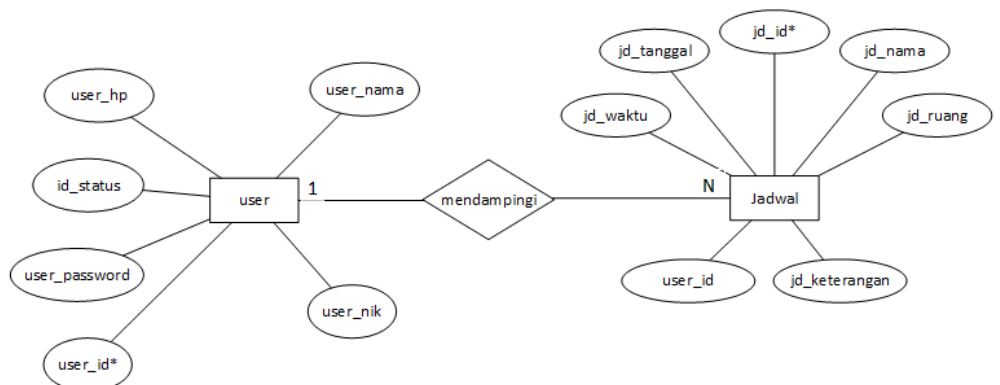 jd_id*
jd_tanggal
jd_nama
user_nama
user_hp
jd_waktu
jd_ruang
id_status
user
1
mendampingi
N
Jadwal
user_password
user_nik
user_id
jd_keterangan
user_id*